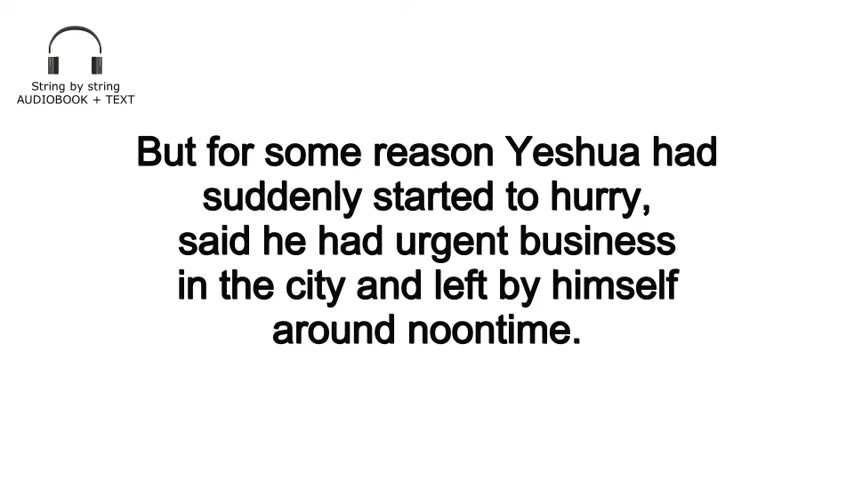 String by string
AUDIOBOOK + TEXT
But for some reason Yeshua had
suddenly started to hurry,
said he had urgent business
in the city and left by himself
around noontime.